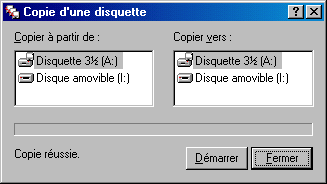 Copie d'une disquette
Copier à partir de : Copier vers :
Disquette 3½ (A:) Disquette 3½ (A:)
Disque amovible (I:) Disque amovible (I:)
Copie réussie.
Démarrer Fermer